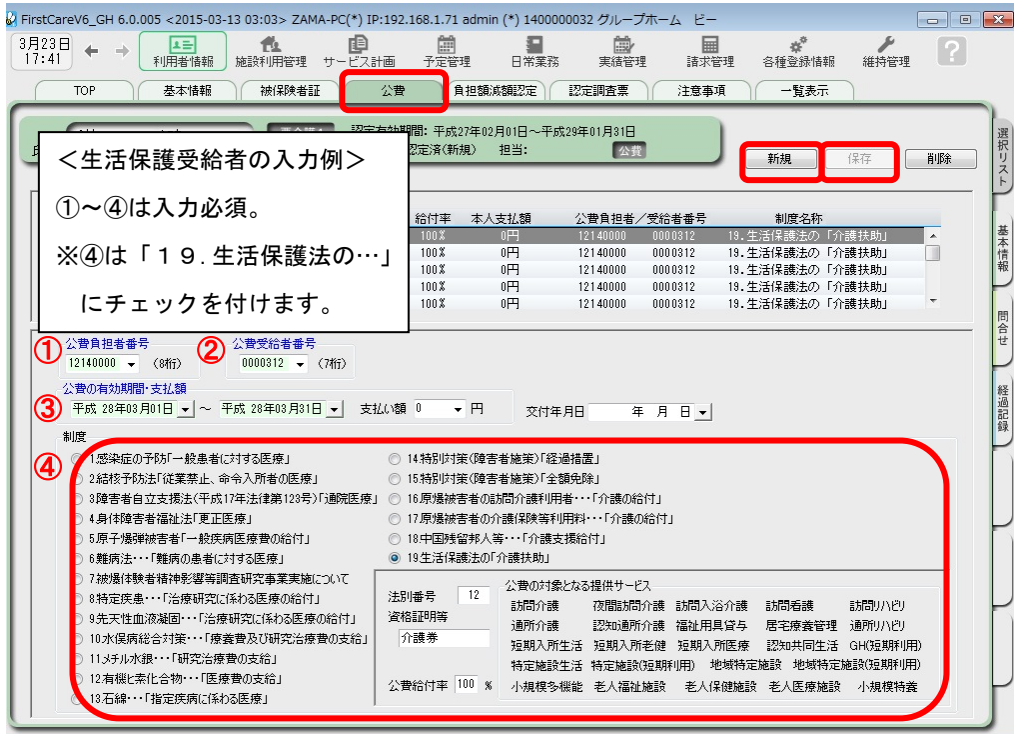 FirstCareV6_GH 6.0.005 <2015-03-13 03:03> ZAMA-PC(*) IP:192.168.1.71 admin (*) 1400000032 グループホーム ビー
3月23日
17:41
利用者情報 施設利用管理 サービス計画 予定管理 日常業務 実績管理 請求管理 各種登録情報 維持管理 ?
TOP 基本情報 被保険者証 公費 負担額減額認定 認定調査票 注意事項 一覧表示
平成27年02月01日～平成29年01月31日
認定済(新規) 担当: 公費
新規 保存 削除
選択リスト
基本情報
問合せ
経過記録
＜生活保護受給者の入力例＞
①～④は入力必須。
※④は「１９.生活保護法の…」
にチェックを付けます。
給付率 本人支払額 公費負担者／受給者番号 制度名称
100% 0円 12140000 0000312 19.生活保護法の「介護扶助」
100% 0円 12140000 0000312 19.生活保護法の「介護扶助」
100% 0円 12140000 0000312 19.生活保護法の「介護扶助」
100% 0円 12140000 0000312 19.生活保護法の「介護扶助」
100% 0円 12140000 0000312 19.生活保護法の「介護扶助」
① 公費負担者番号 ② 公費受給者番号
12140000 (8桁) 0000312 (7桁)
公費の有効期間・支払額
③ 平成 28年03月01日 ～ 平成 28年03月31日 支払い額 0 円 交付年月日 年 月 日
制度
④
1.感染症の予防「一般患者に対する医療」
2.結核予防法「従業禁止、命令入所者の医療」
3.障害者自立支援法(平成17年法律第123号)「通院医療」
4.身体障害者福祉法「更正医療」
5.原子爆弾被害者「一般疾病医療費の給付」
6.難病法・・・「難病の患者に対する医療」
7.被爆体験者精神影響等調査研究事業実施について
8.特定疾患・・・「治療研究に係わる医療の給付」
9.先天性血液凝固・・・「治療研究に係わる医療の給付」
10.水俣病総合対策・・・「療養費及び研究治療費の支給」
11.メチル水銀・・・「研究治療費の支給」
12.有機ヒ素化合物・・・「医療費の支給」
13.石綿・・・「指定疾病に係わる医療」
14.特別対策(障害者施策)「経過措置」
15.特別対策(障害者施策)「全額免除」
16.原爆被害者の訪問介護利用者・・・「介護の給付」
17.原爆被害者の介護保険等利用料・・・「介護の給付」
18.中国残留邦人等・・・「介護支援給付」
19.生活保護法の「介護扶助」
法別番号 12
資格証明等
介護券
公費給付率 100 %
公費の対象となる提供サービス
訪問介護 夜間訪問介護 訪問入浴介護 訪問看護 訪問リハビリ
通所介護 認知通所介護 福祉用具貸与 居宅療養管理 通所リハビリ
短期入所生活 短期入所老健 短期入所医療 認知共同生活 GH(短期利用)
特定施設生活 特定施設(短期利用) 地域特定施設 地域特定施設(短期利用)
小規模多機能 老人福祉施設 老人保健施設 老人医療施設 小規模特養